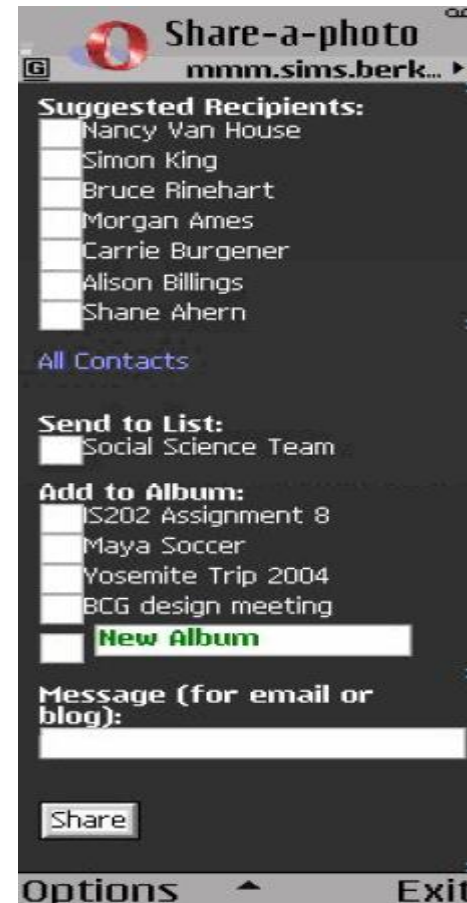 Share-a-photo
G
mmm.sims.berk...
Suggested Recipients:
Nancy Van House
Simon King
Bruce Rinehart
Morgan Ames
Carrie Burgener
Alison Billings
Shane Ahern
All Contacts
Send to List:
Social Science Team
Add to Album:
IS202 Assignment 8
Maya Soccer
Yosemite Trip 2004
BCG design meeting
New Album
Message (for email or
blog):
Share
Options Exit